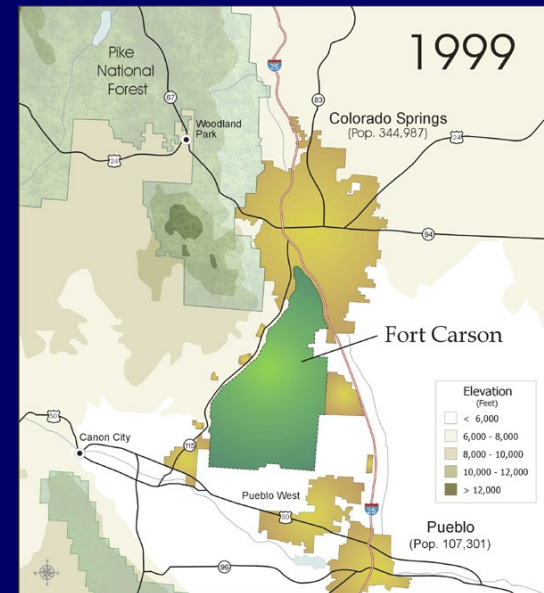 1999
Pike
National
Forest
25
67
83
Woodland
Park
Colorado Springs
(Pop. 344,987)
24
24
94
Fort Carson
Elevation
(Feet)
< 6,000
6,000 - 8,000
8,000 - 10,000
10,000 - 12,000
> 12,000
50
Canon City
115
Pueblo West
50
25
Pueblo
(Pop. 107,301)
96